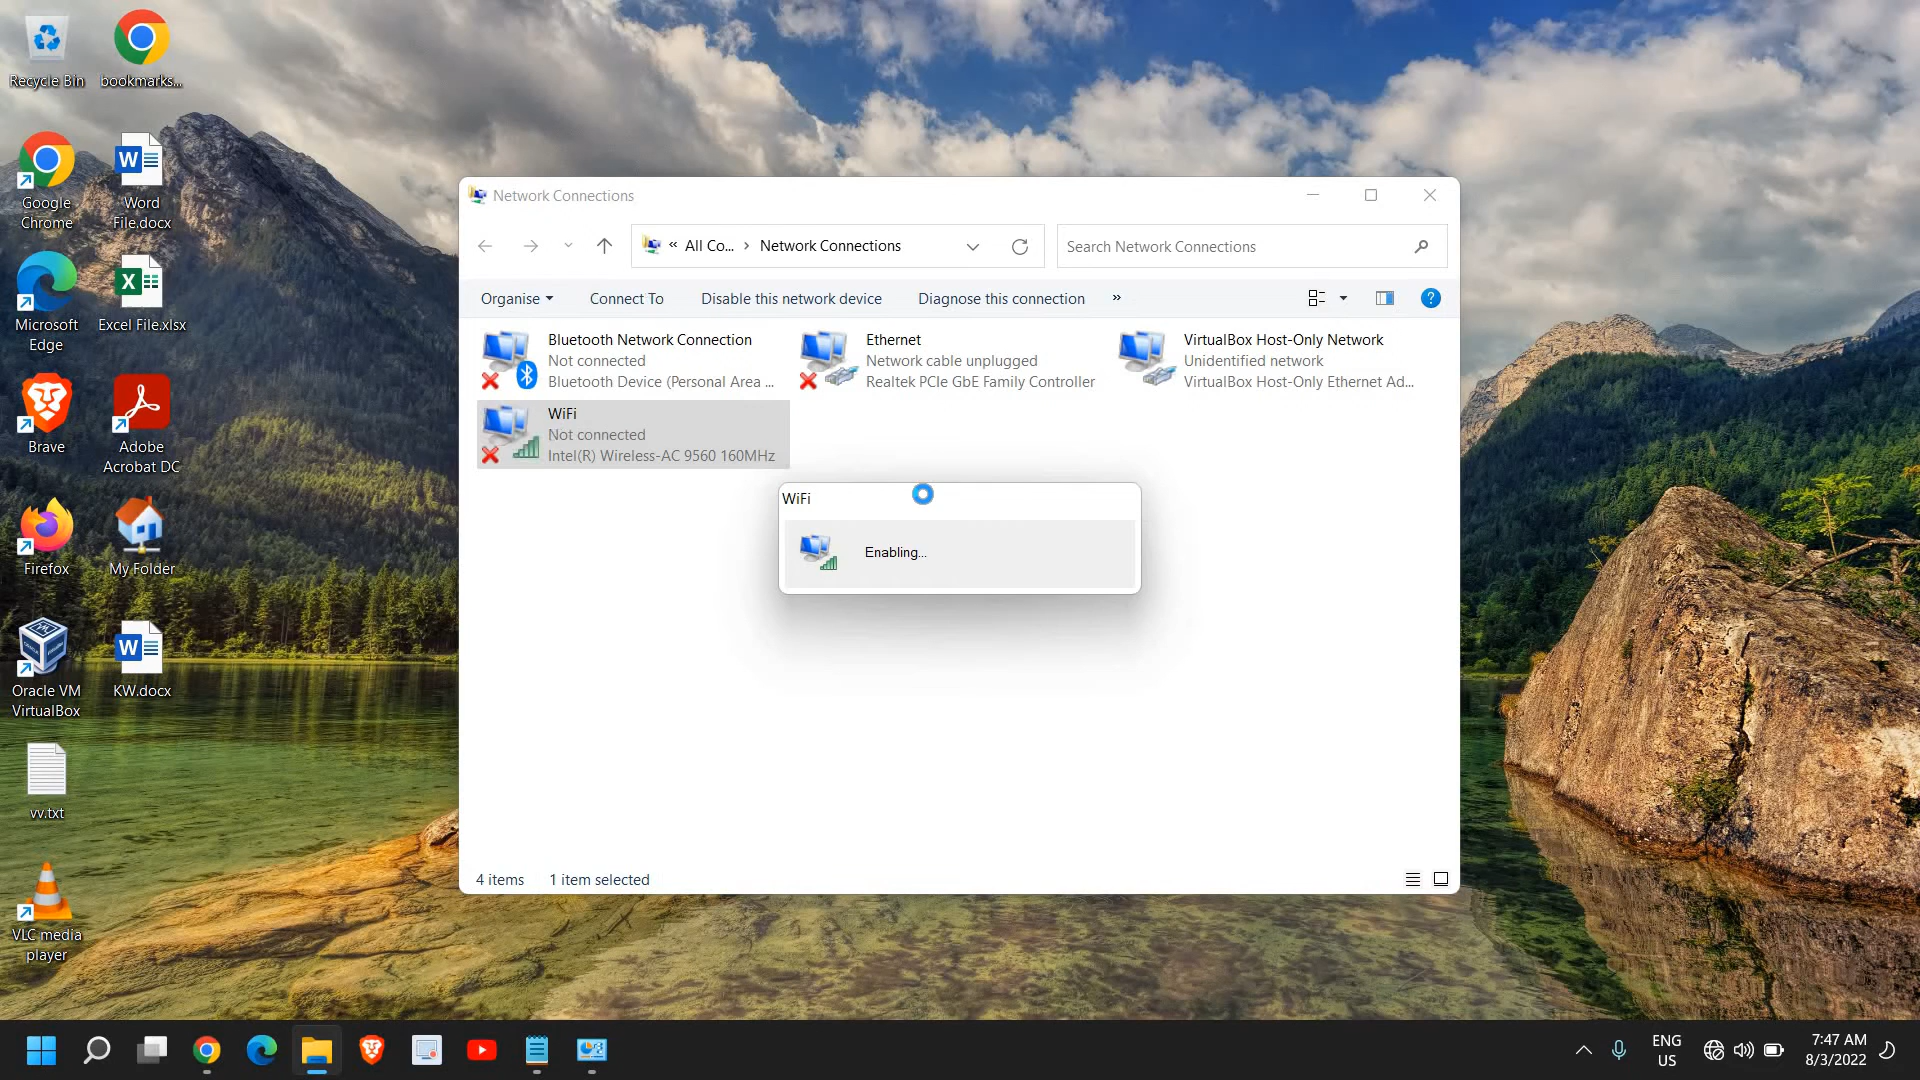 Recycle Bin
bookmarks...
Google
Chrome
Word
File.docx
Microsoft
Edge
Excel File.xlsx
Brave
Adobe
Acrobat DC
Firefox
My Folder
Oracle VM
VirtualBox
KW.docx
vv.txt
VLC media
player
Network Connections
« All Co... › Network Connections
Search Network Connections
Organise
Connect To
Disable this network device
Diagnose this connection
»
Bluetooth Network Connection
Not connected
Bluetooth Device (Personal Area ...
Ethernet
Network cable unplugged
Realtek PCIe GbE Family Controller
VirtualBox Host-Only Network
Unidentified network
VirtualBox Host-Only Ethernet Ad...
WiFi
Not connected
Intel(R) Wireless-AC 9560 160MHz
WiFi
Enabling...
4 items
1 item selected
ENG
US
7:47 AM
8/3/2022